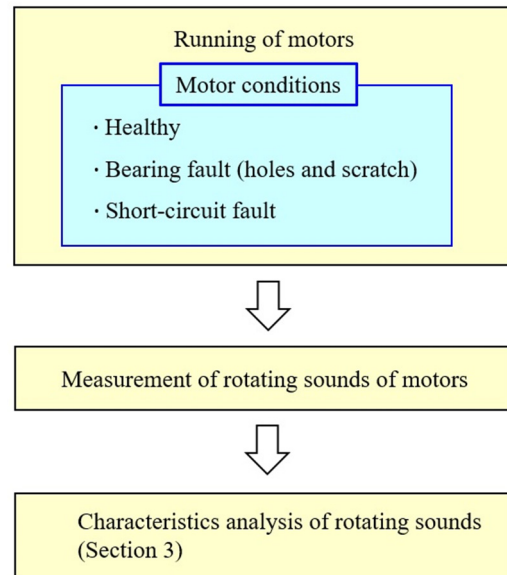 Running of motors
Motor conditions
· Healthy
· Bearing fault (holes and scratch)
· Short-circuit fault
Measurement of rotating sounds of motors
Characteristics analysis of rotating sounds
(Section 3)